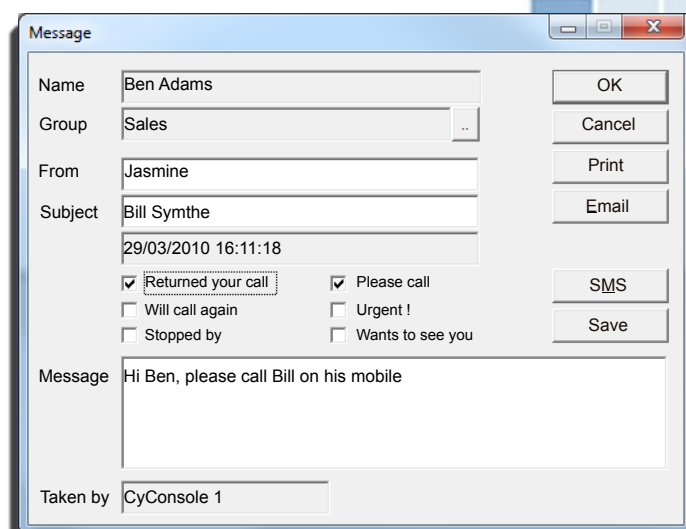 Message
Name Ben Adams OK
Group Sales .. Cancel
From Jasmine Print
Subject Bill Symthe Email
29/03/2010 16:11:18
Returned your call Please call SMS
Will call again Urgent !
Stopped by Wants to see you Save
Message Hi Ben, please call Bill on his mobile
Taken by CyConsole 1